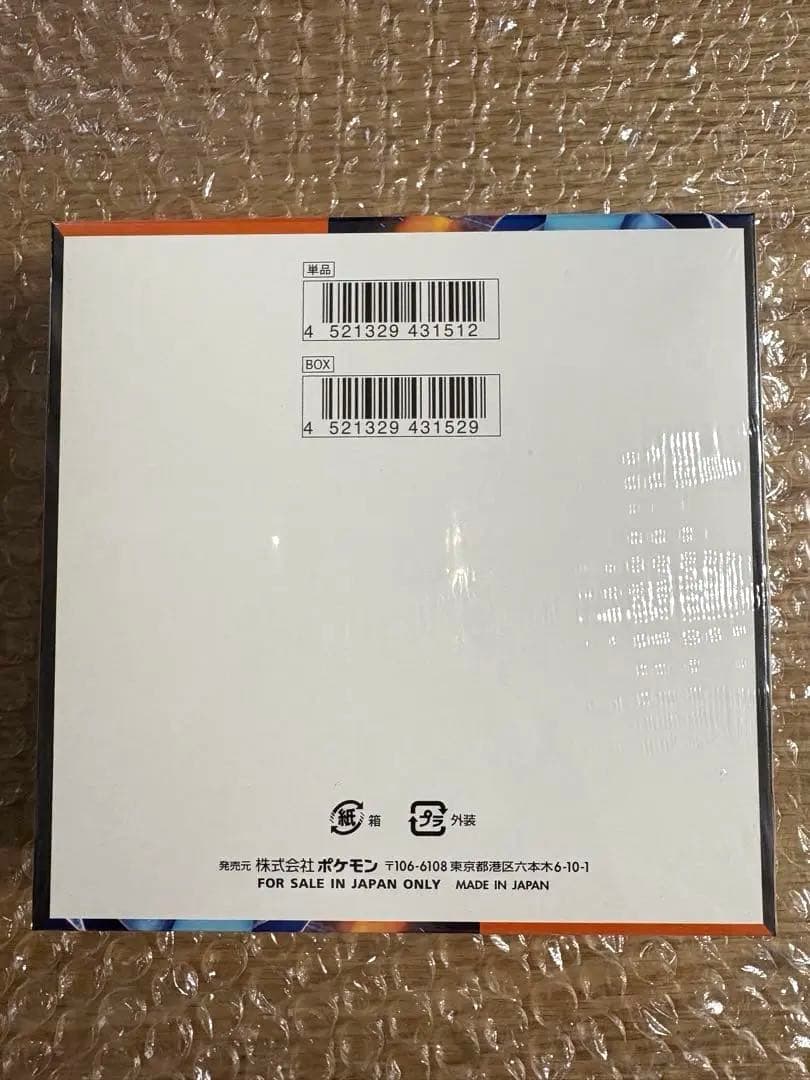 単品
4 521329 431512
BOX
4 521329 431529
紙 箱 プラ 外装
発売元 株式会社 ポケモン 〒106-6108 東京都港区六本木6-10-1
FOR SALE IN JAPAN ONLY MADE IN JAPAN